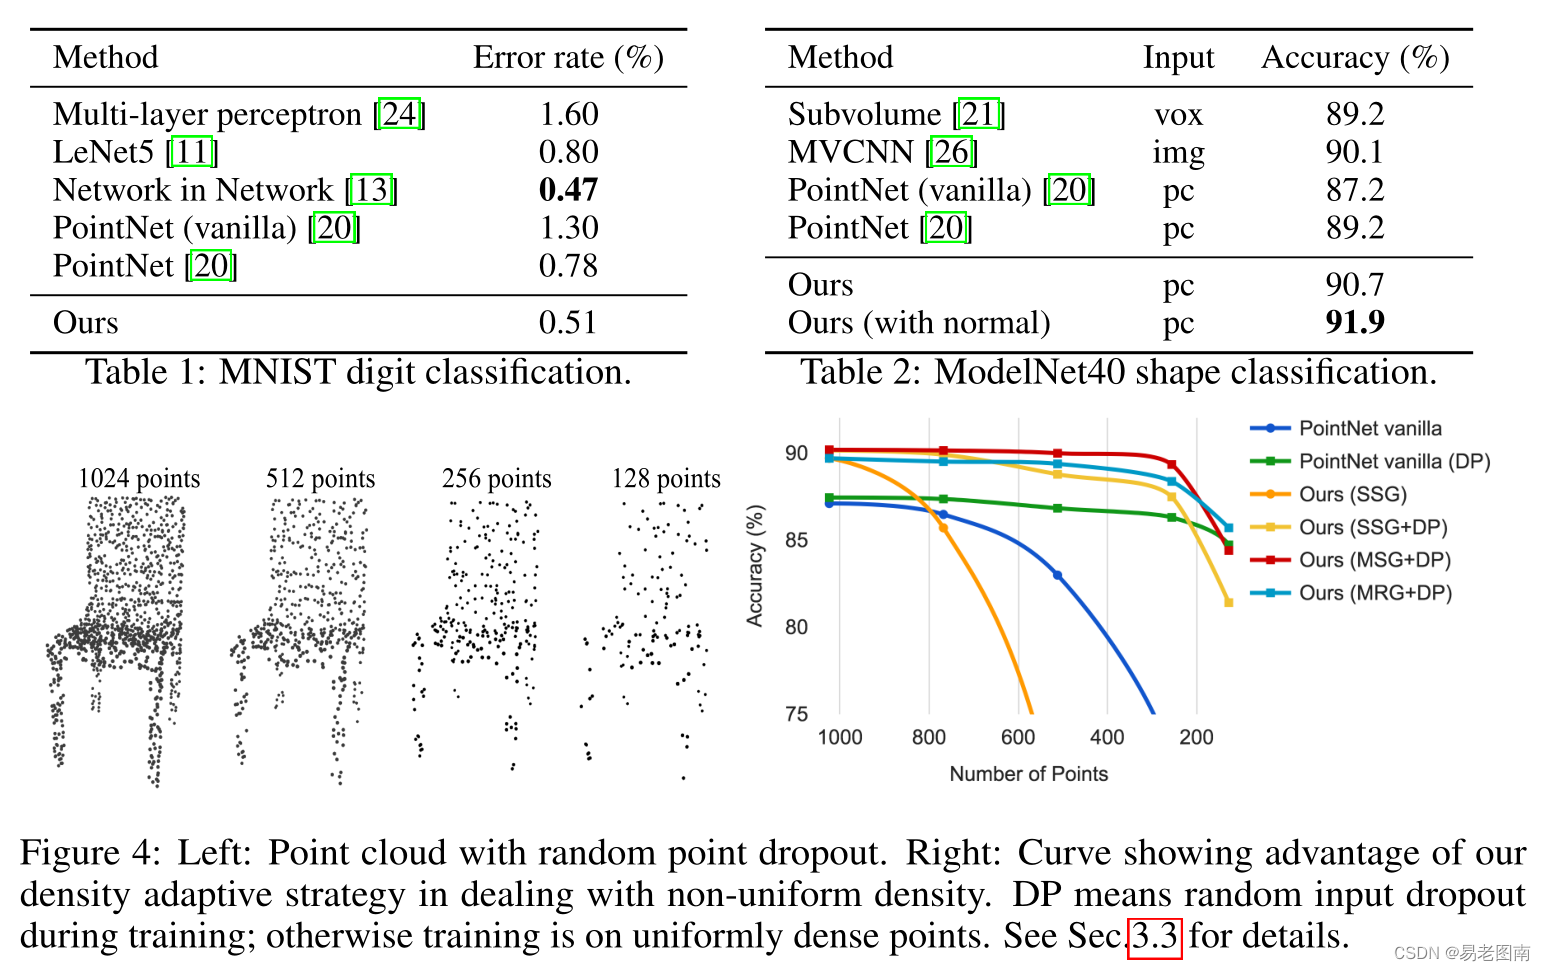 Method Error rate (%)
Multi-layer perceptron [24] 1.60
LeNet5 [11] 0.80
Network in Network [13] 0.47
PointNet (vanilla) [20] 1.30
PointNet [20] 0.78
Ours 0.51
Table 1: MNIST digit classification.
Method Input Accuracy (%)
Subvolume [21] vox 89.2
MVCNN [26] img 90.1
PointNet (vanilla) [20] pc 87.2
PointNet [20] pc 89.2
Ours pc 90.7
Ours (with normal) pc 91.9
Table 2: ModelNet40 shape classification.
1024 points 512 points 256 points 128 points
90
85
80
75
Accuracy (%)
1000 800 600 400 200
Number of Points
PointNet vanilla
PointNet vanilla (DP)
Ours (SSG)
Ours (SSG+DP)
Ours (MSG+DP)
Ours (MRG+DP)
Figure 4: Left: Point cloud with random point dropout. Right: Curve showing advantage of our
density adaptive strategy in dealing with non-uniform density. DP means random input dropout
during training; otherwise training is on uniformly dense points. See Sec.3.3 for details.
CSDN @易老图南